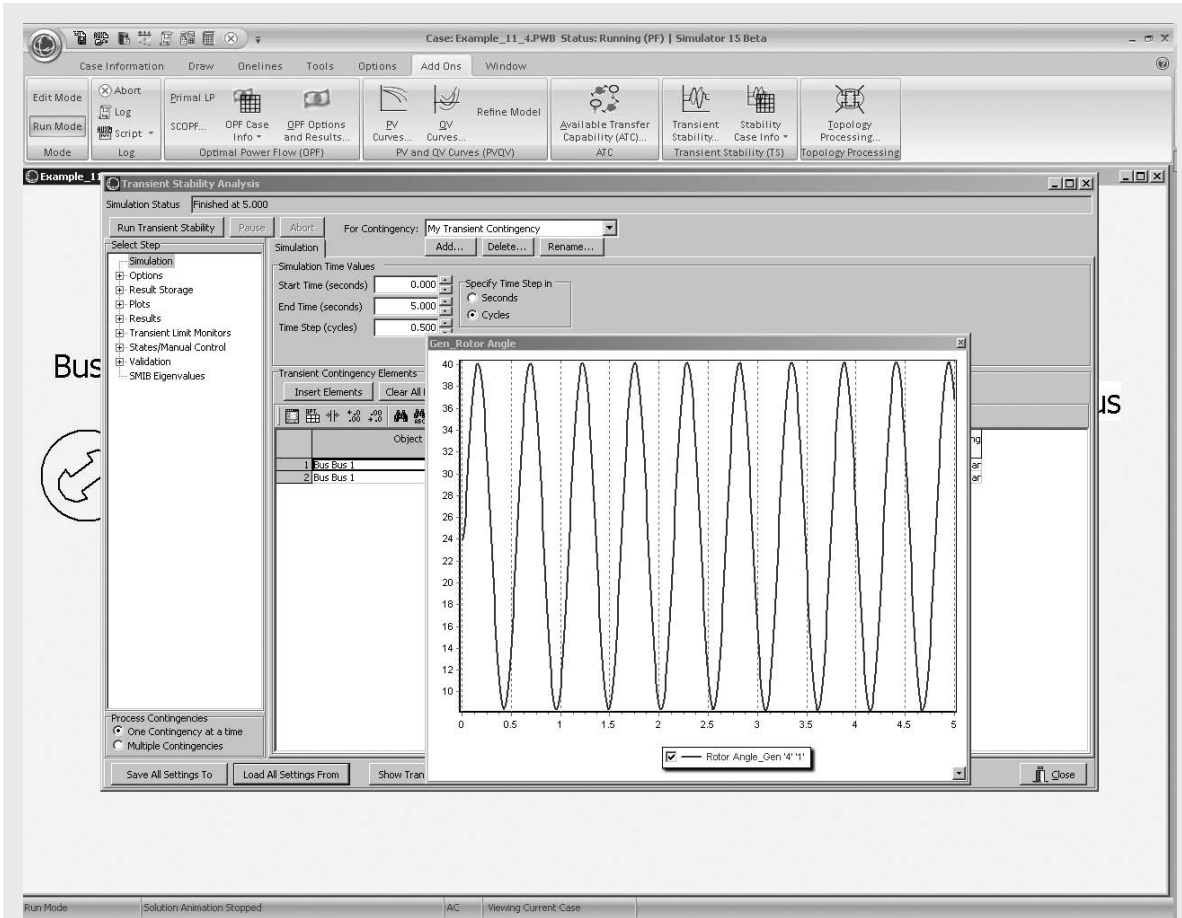 Case: Example_11_4.PWB Status: Running (PF) | Simulator 15 Beta
Case Information Draw Onelines Tools Options Add Ons Window
Edit Mode
Run Mode
Mode
Abort
Log
Script
Log
Primal LP
SCOPF...
OPF Case Info
OPF Options and Results...
Optimal Power Flow (OPF)
PV Curves...
QV Curves...
Refine Model
PV and QV Curves (PVQV)
Available Transfer Capability (ATC)...
ATC
Transient Stability...
Stability Case Info
Transient Stability (TS)
Topology Processing...
Topology Processing
Example_11
Transient Stability Analysis
Simulation Status Finished at 5.000
Run Transient Stability Pause Abort For Contingency: My Transient Contingency
Add... Delete... Rename...
Select Step
Simulation
Options
Result Storage
Plots
Results
Transient Limit Monitors
States/Manual Control
Validation
SMIB Eigenvalues
Simulation
Simulation Time Values
Start Time (seconds) 0.000
End Time (seconds) 5.000
Time Step (cycles) 0.500
Specify Time Step in
Seconds
Cycles
Transient Contingency Elements
Insert Elements Clear All
Object
1 Bus Bus 1
2 Bus Bus 1
Bus
us
Gen_Rotor Angle
40
38
36
34
32
30
28
26
24
22
20
18
16
14
12
10
0 0.5 1 1.5 2 2.5 3 3.5 4 4.5 5
Rotor Angle_Gen '4' '1'
Process Contingencies
One Contingency at a time
Multiple Contingencies
Save All Settings To Load All Settings From Show Tran Close
Run Mode Solution Animation Stopped AC Viewing Current Case